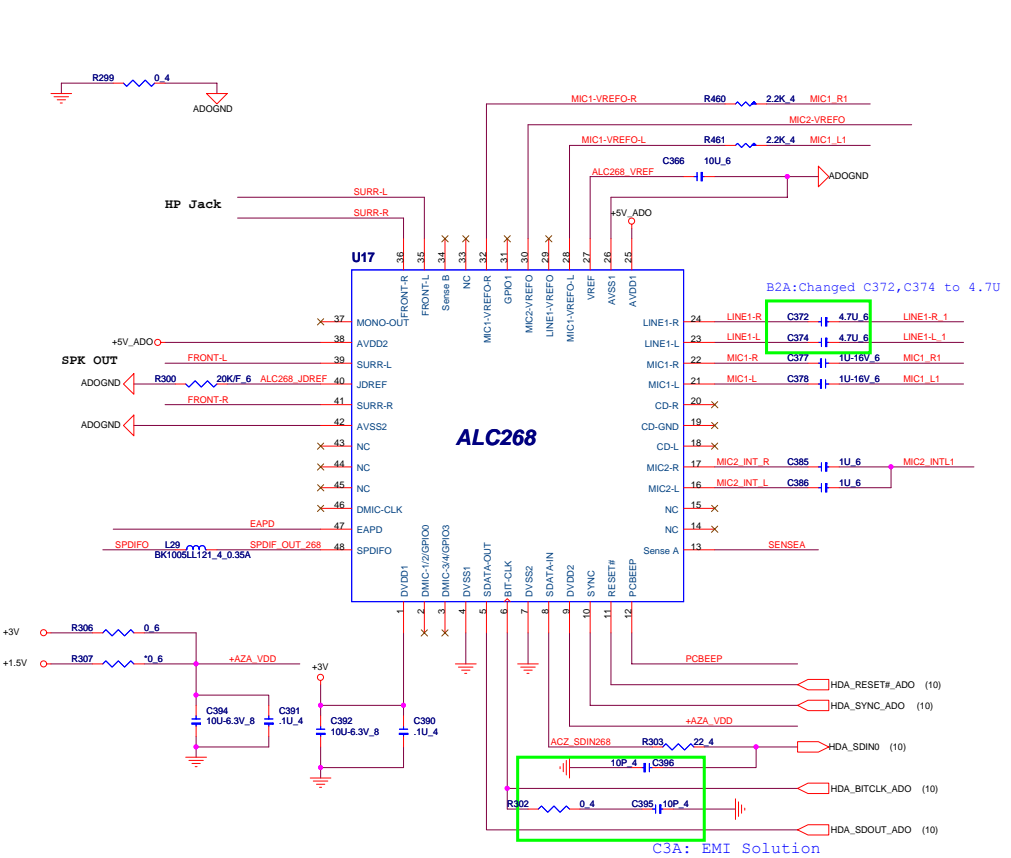 R299 0_4
ADOGND
MIC1-VREFO-R R460 2.2K_4 MIC1_R1
MIC2-VREFO
MIC1-VREFO-L R461 2.2K_4 MIC1_L1
C366 10U_6
ALC268_VREF ADOGND
SURR-L
HP Jack
SURR-R +5V_ADO
U17
36 35 34 33 32 31 30 29 28 27 26 25
FRONT-R FRONT-L Sense B NC MIC1-VREFO-R GPIO1 MIC2-VREFO LINE1-VREFO MIC1-VREFO-L VREF AVSS1 AVDD1
B2A:Changed C372,C374 to 4.7U
37 MONO-OUT
LINE1-R 24 LINE1-R C372 4.7U_6 LINE1-R_1
+5V_ADO 38 AVDD2
LINE1-L 23 LINE1-L C374 4.7U_6 LINE1-L_1
SPK OUT FRONT-L 39 SURR-L
MIC1-R 22 MIC1-R C377 1U-16V_6 MIC1_R1
ADOGND R300 20K/F_6 ALC268_JDREF 40 JDREF
MIC1-L 21 MIC1-L C378 1U-16V_6 MIC1_L1
FRONT-R 41 SURR-R
CD-R 20
ADOGND 42 AVSS2
CD-GND 19
ALC268
43 NC
CD-L 18
44 NC
MIC2-R 17 MIC2_INT_R C385 1U_6 MIC2_INTL1
45 NC
MIC2-L 16 MIC2_INT_L C386 1U_6
46 DMIC-CLK
NC 15
EAPD 47 EAPD
NC 14
SPDIFO L29 SPDIF_OUT_268 48 SPDIFO
BK1005LL121_4_0.35A
Sense A 13 SENSEA
DVDD1 DMIC-1/2/GPIO0 DMIC-3/4/GPIO3 DVSS1 SDATA-OUT BIT-CLK DVSS2 SDATA-IN DVDD2 SYNC RESET# PCBEEP
1 2 3 4 5 6 7 8 9 10 11 12
+3V R306 0_6
+1.5V R307 *0_6 +AZA_VDD
+3V
PCBEEP
HDA_RESET#_ADO (10)
HDA_SYNC_ADO (10)
C394 10U-6.3V_8
C391 .1U_4
C392 10U-6.3V_8
C390 .1U_4
+AZA_VDD
ACZ_SDIN268 R303 22_4 HDA_SDIN0 (10)
10P_4 C396
HDA_BITCLK_ADO (10)
R302 0_4 C395 10P_4
HDA_SDOUT_ADO (10)
C3A: EMI Solution